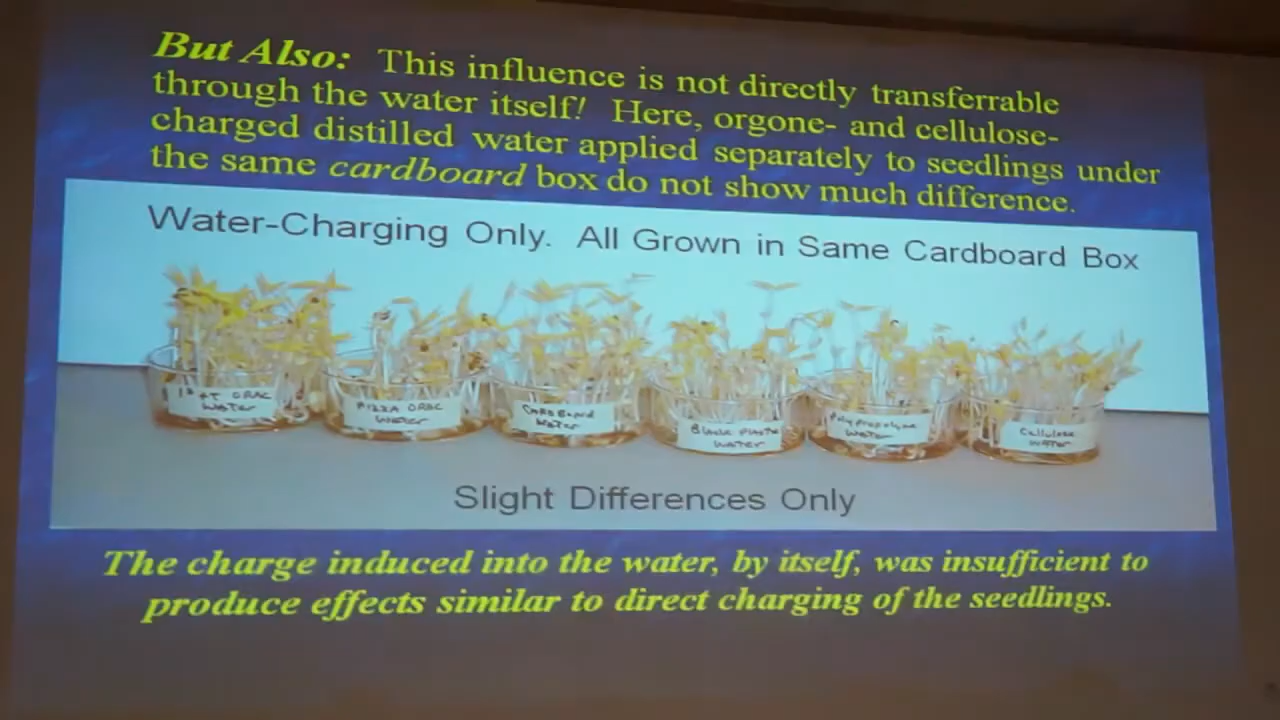 But Also: This influence is not directly transferrable
through the water itself! Here, orgone- and cellulose-
charged distilled water applied separately to seedlings under
the same cardboard box do not show much difference.
Water-Charging Only. All Grown in Same Cardboard Box
ORAC
WATER
PIZZA ORAC
WATER
CARDBOARD
WATER
BLACK PLASTIC
WATER
Polypropolyne
WATER
Cellulose
WATER
Slight Differences Only
The charge induced into the water, by itself, was insufficient to
produce effects similar to direct charging of the seedlings.